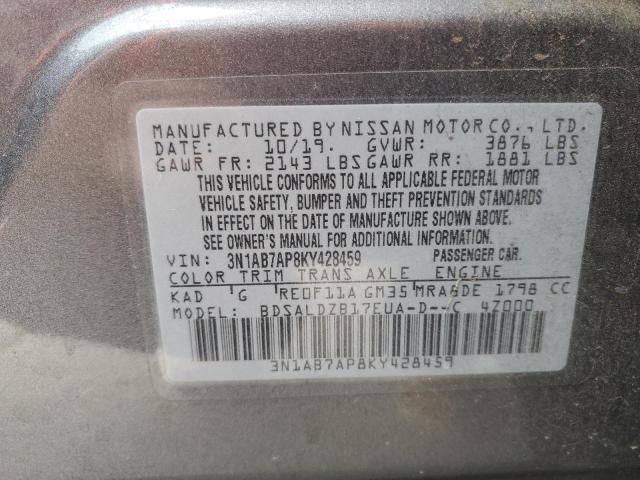 MANUFACTURED BY NISSAN MOTOR CO., LTD.
DATE: 10/19. GVWR: 3876 LBS
GAWR FR: 2143 LBS GAWR RR: 1881 LBS
THIS VEHICLE CONFORMS TO ALL APPLICABLE FEDERAL MOTOR
VEHICLE SAFETY, BUMPER AND THEFT PREVENTION STANDARDS
IN EFFECT ON THE DATE OF MANUFACTURE SHOWN ABOVE.
SEE OWNER'S MANUAL FOR ADDITIONAL INFORMATION.
VIN: 3N1AB7AP8KY428459 PASSENGER CAR.
COLOR TRIM TRANS AXLE ENGINE
KAD G RE0F11A GM35 MRA8DE 1798 CC
MODEL: BDSALDZB17EUA-D--C 4Z000
3N1AB7AP8KY428459